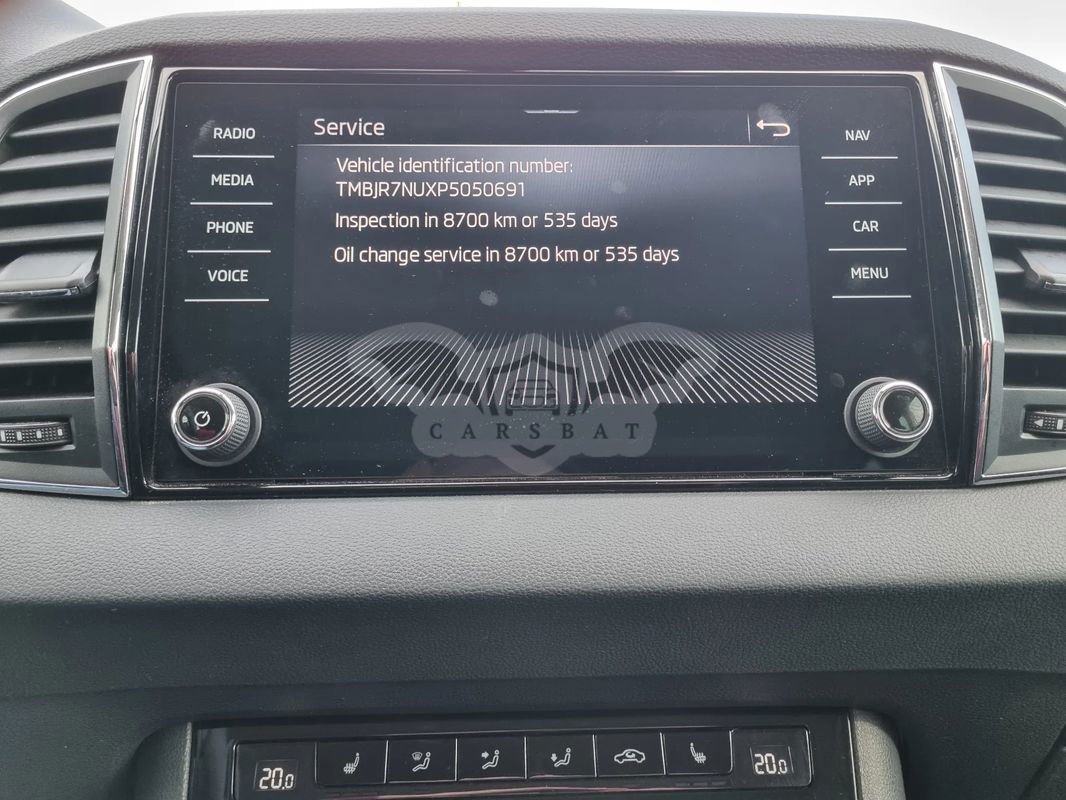 Service
Vehicle identification number:
TMBJR7NUXP5050691
Inspection in 8700 km or 535 days
Oil change service in 8700 km or 535 days
RADIO
MEDIA
PHONE
VOICE
NAV
APP
CAR
MENU
CARSBAT
20.0
20.0